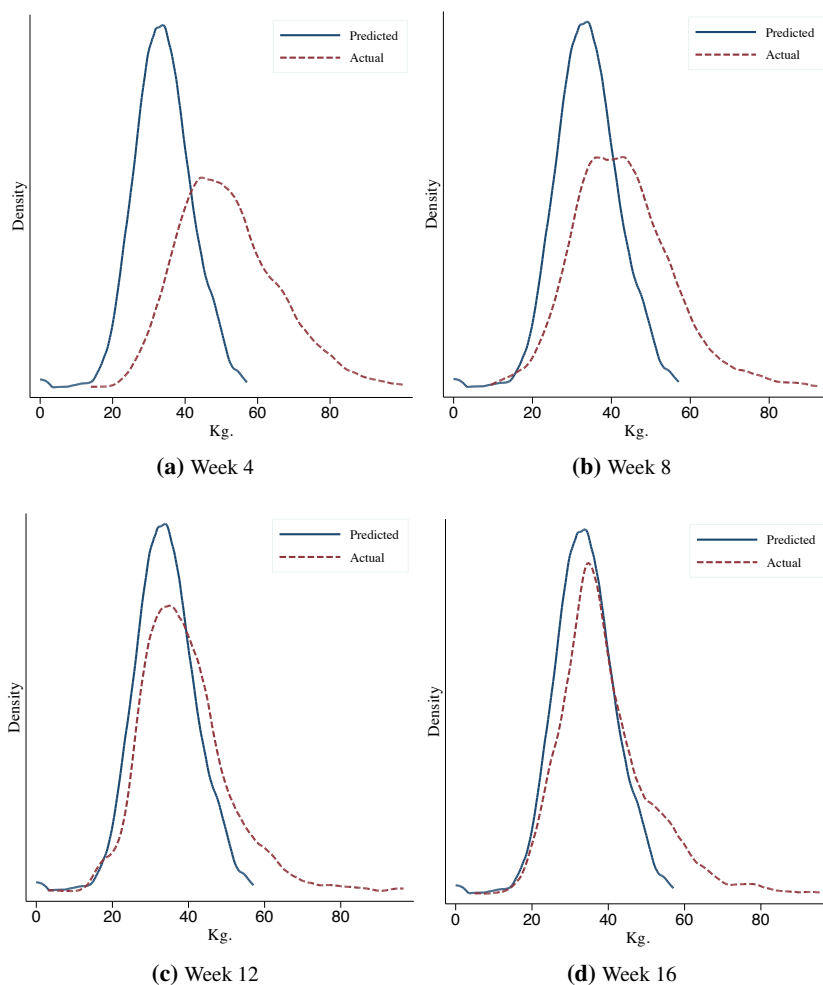 Predicted
Actual
Density
0 20 40 60 80
Kg.
(a) Week 4
Predicted
Actual
Density
0 20 40 60 80
Kg.
(b) Week 8
Predicted
Actual
Density
0 20 40 60 80
Kg.
(c) Week 12
Predicted
Actual
Density
0 20 40 60 80
Kg.
(d) Week 16